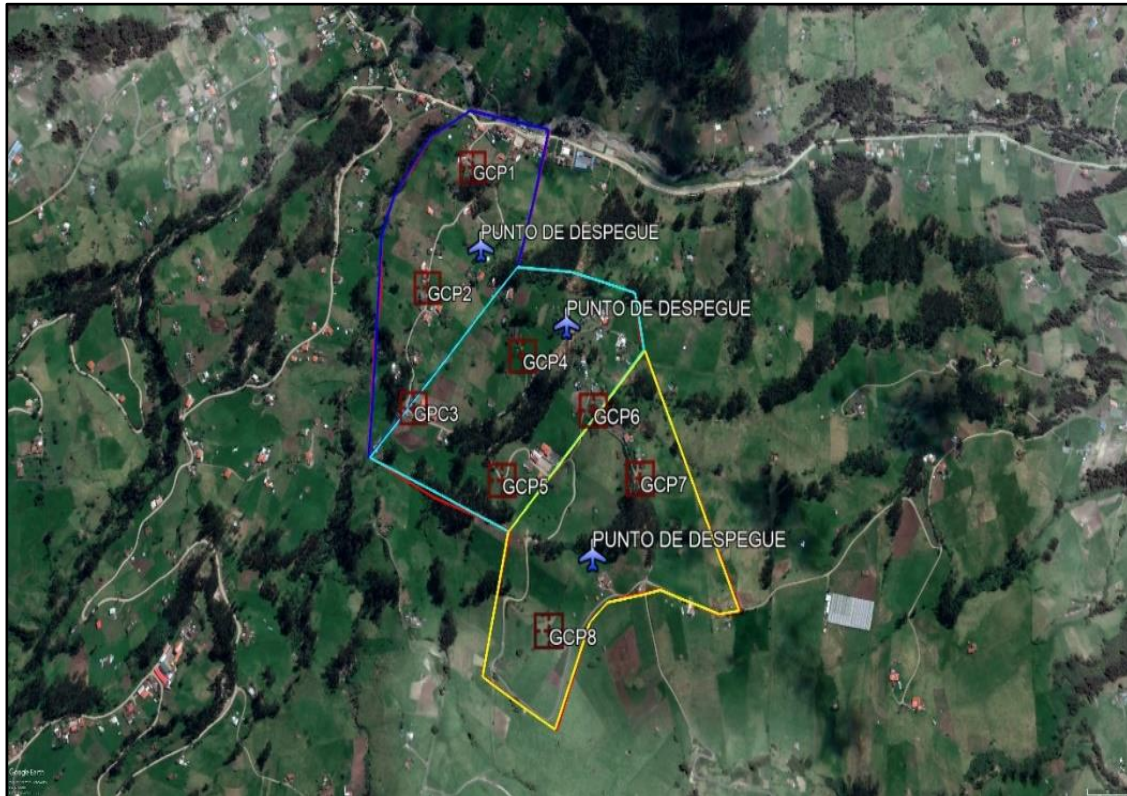 GCP1
PUNTO DE DESPEGUE
GCP2
PUNTO DE DESPEGUE
GCP4
GPC3
GCP6
GCP5
GCP7
PUNTO DE DESPEGUE
GCP8
Google Earth